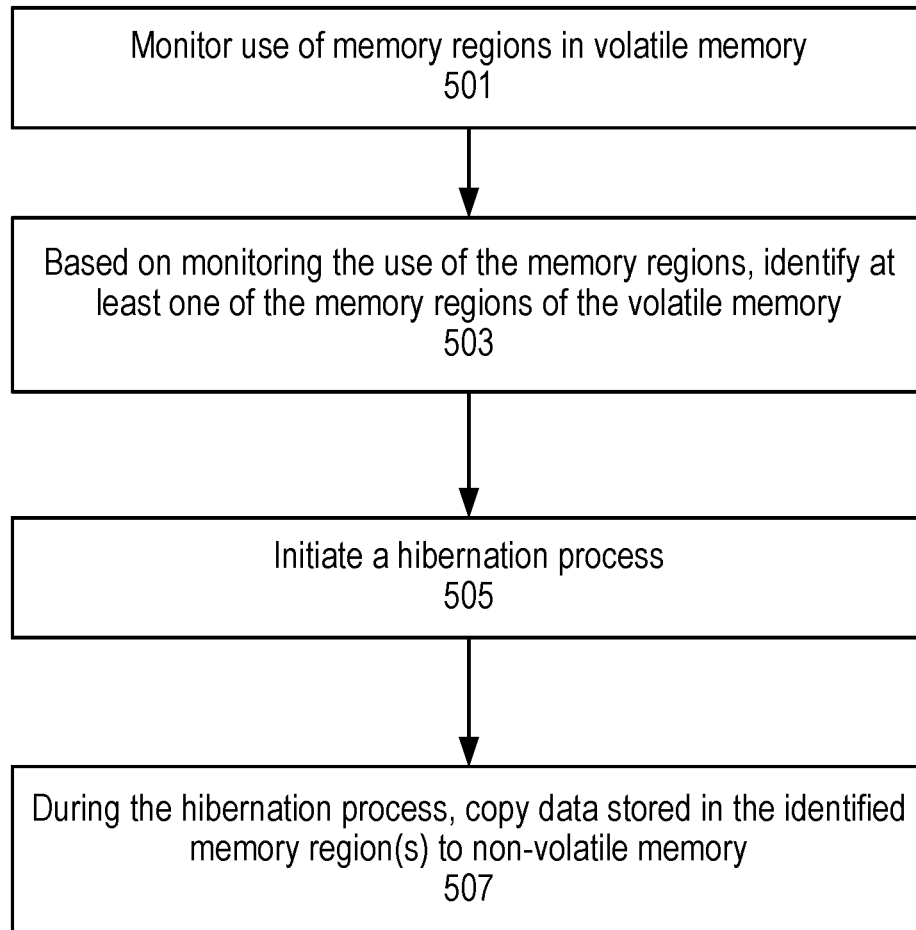 Monitor use of memory regions in volatile memory
501
Based on monitoring the use of the memory regions, identify at
least one of the memory regions of the volatile memory
503
Initiate a hibernation process
505
During the hibernation process, copy data stored in the identified
memory region(s) to non-volatile memory
507